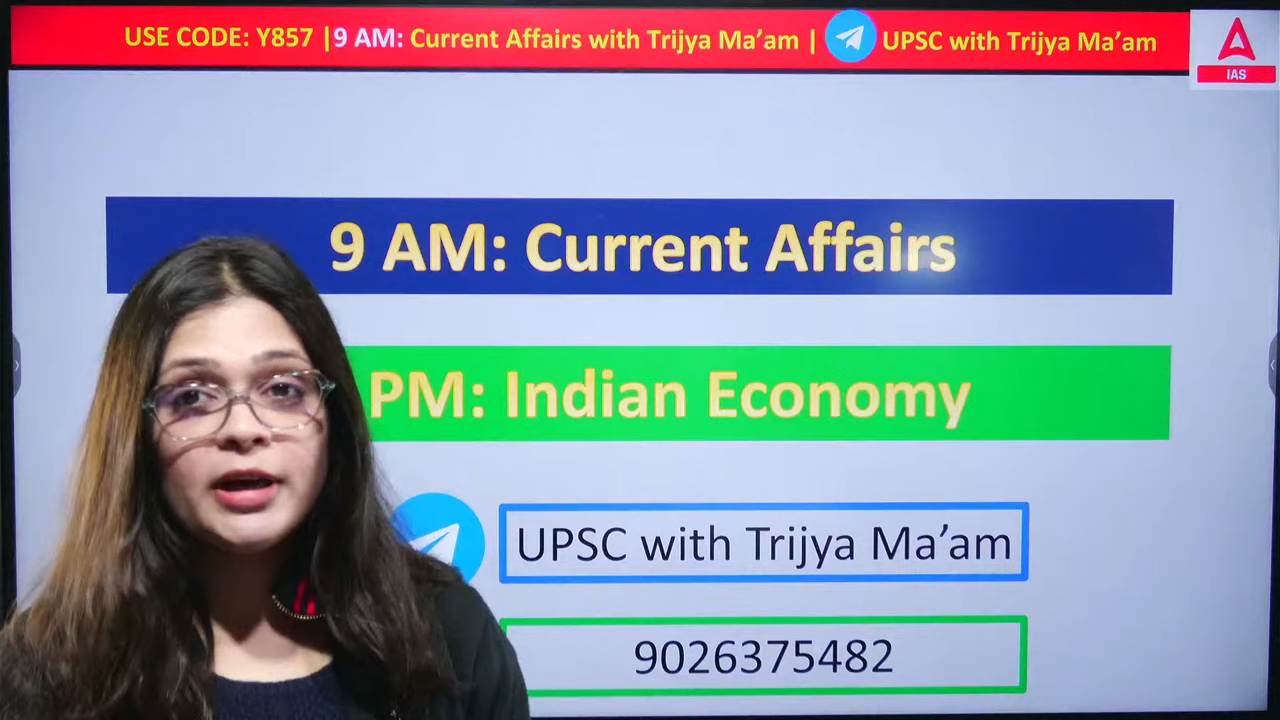 USE CODE: Y857 |9 AM: Current Affairs with Trijya Ma’am | UPSC with Trijya Ma’am
IAS
9 AM: Current Affairs
PM: Indian Economy
UPSC with Trijya Ma’am
9026375482